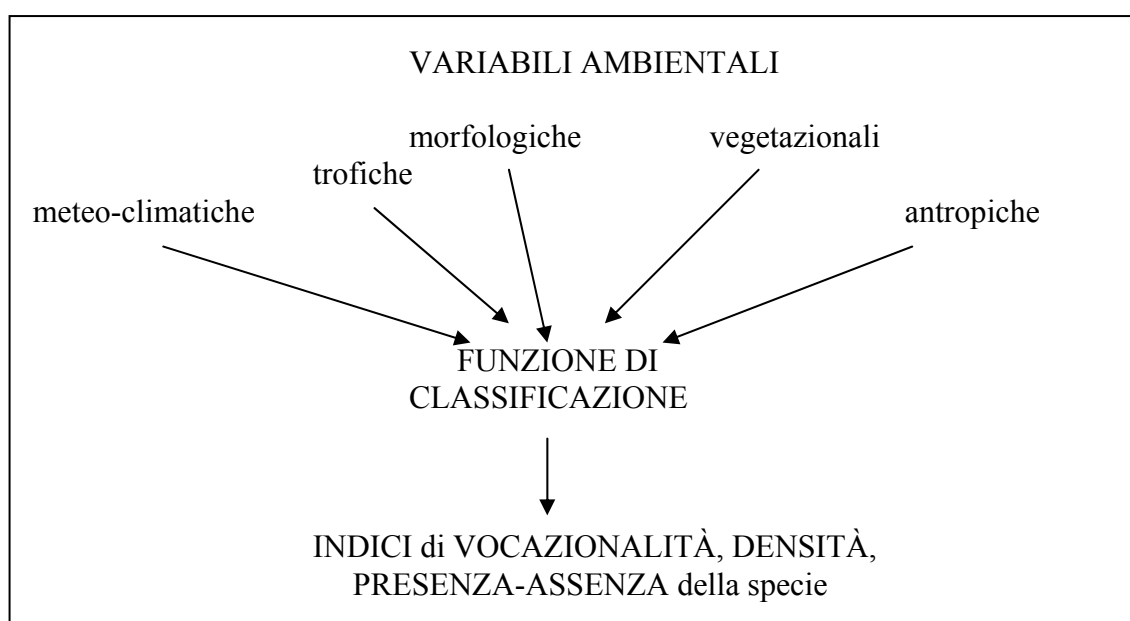 VARIABILI AMBIENTALI
morfologiche
vegetazionali
trofiche
meteo-climatiche
antropiche
FUNZIONE DI
CLASSIFICAZIONE
INDICI di VOCAZIONALITÀ, DENSITÀ,
PRESENZA-ASSENZA della specie